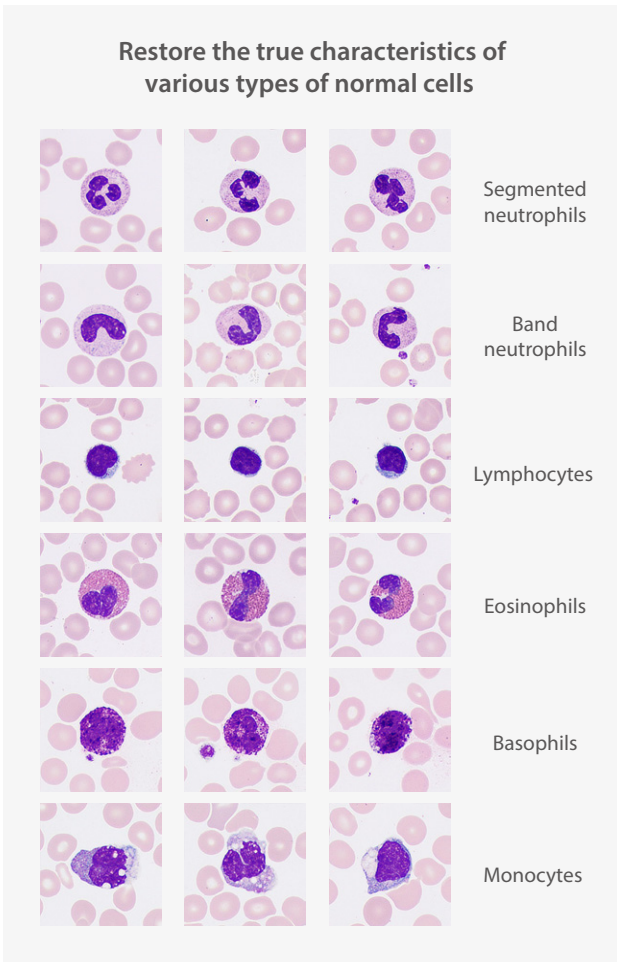 Restore the true characteristics of
various types of normal cells
Segmented
neutrophils
Band
neutrophils
Lymphocytes
Eosinophils
Basophils
Monocytes